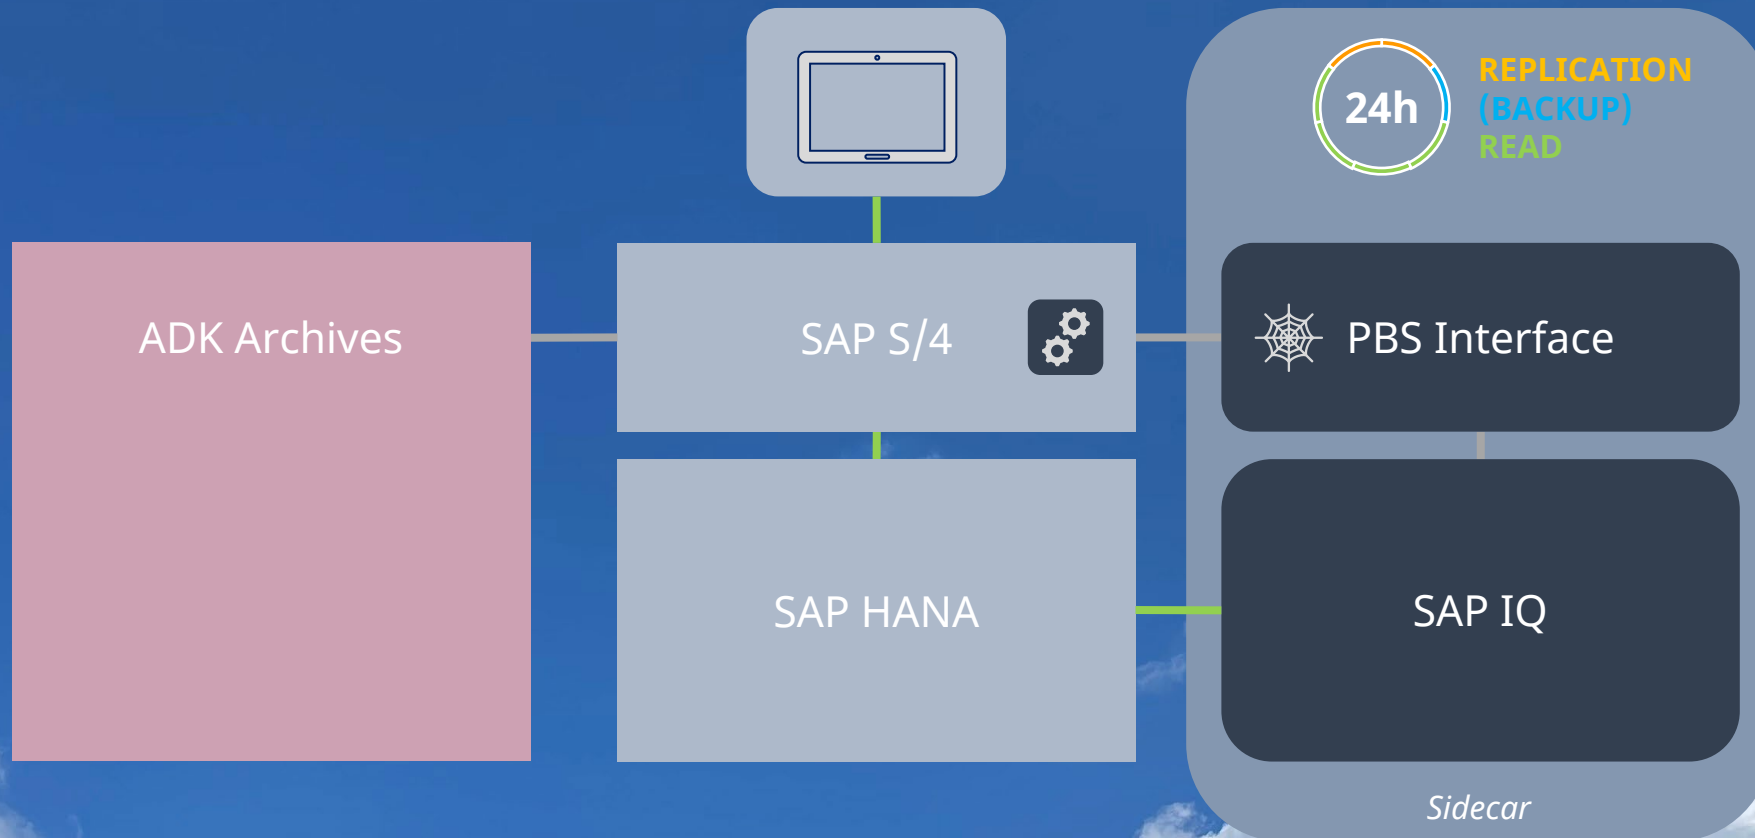 24h
REPLICATION
(BACKUP)
READ
ADK Archives
SAP S/4
PBS Interface
SAP HANA
SAP IQ
Sidecar